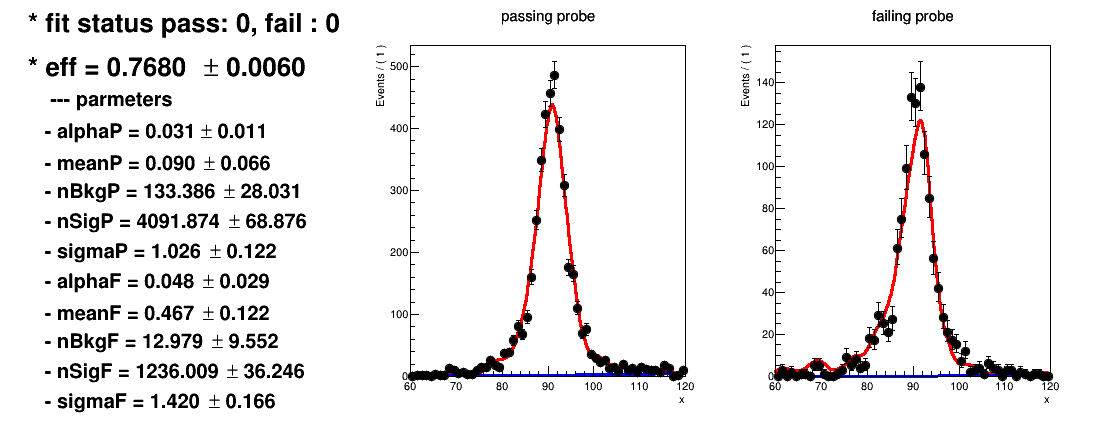 * fit status pass: 0, fail : 0
* eff = 0.7680 ± 0.0060
--- parmeters
- alphaP = 0.031 ± 0.011
- meanP = 0.090 ± 0.066
- nBkgP = 133.386 ± 28.031
- nSigP = 4091.874 ± 68.876
- sigmaP = 1.026 ± 0.122
- alphaF = 0.048 ± 0.029
- meanF = 0.467 ± 0.122
- nBkgF = 12.979 ± 9.552
- nSigF = 1236.009 ± 36.246
- sigmaF = 1.420 ± 0.166
passing probe
Events / ( 1 )
500
400
300
200
100
0
60 70 80 90 100 110 120
x
failing probe
Events / ( 1 )
140
120
100
80
60
40
20
0
60 70 80 90 100 110 120
x